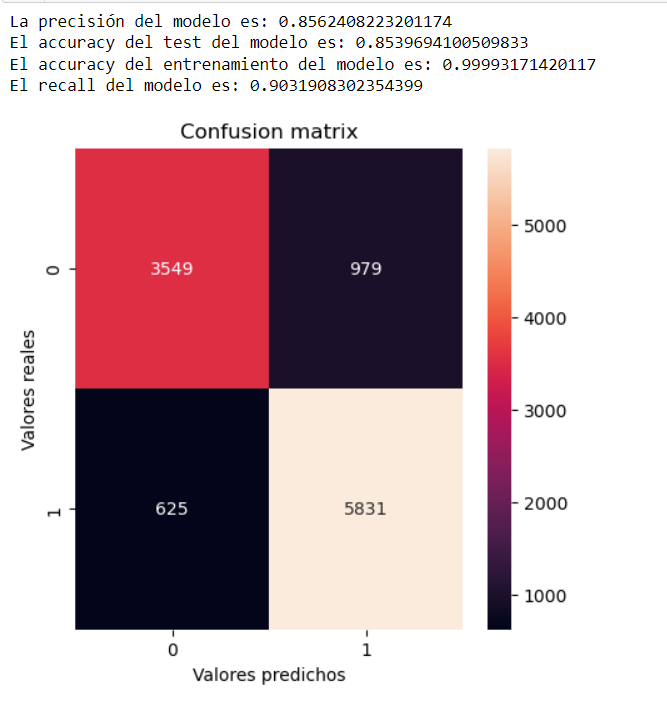 La precisión del modelo es: 0.8562408223201174
El accuracy del test del modelo es: 0.8539694100509833
El accuracy del entrenamiento del modelo es: 0.99993171420117
El recall del modelo es: 0.9031908302354399
Confusion matrix
5000
3549 979
0
4000
Valores reales
3000
2000
625 5831
1
1000
0 1
Valores predichos